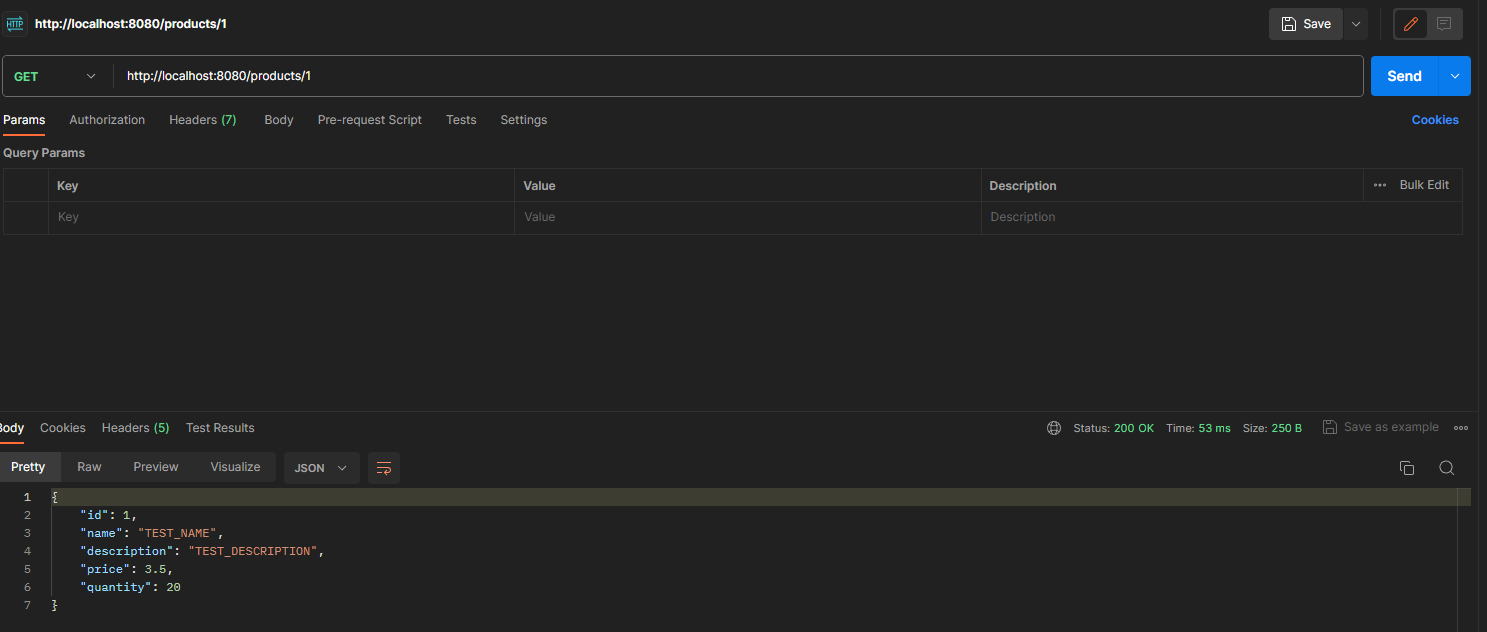 HTTP http://localhost:8080/products/1 Save
GET http://localhost:8080/products/1 Send
Params Authorization Headers (7) Body Pre-request Script Tests Settings Cookies
Query Params
Key Value Description ••• Bulk Edit
Key Value Description
Body Cookies Headers (5) Test Results Status: 200 OK Time: 53 ms Size: 250 B Save as example
Pretty Raw Preview Visualize JSON
1 {
2 "id": 1,
3 "name": "TEST_NAME",
4 "description": "TEST_DESCRIPTION",
5 "price": 3.5,
6 "quantity": 20
7 }